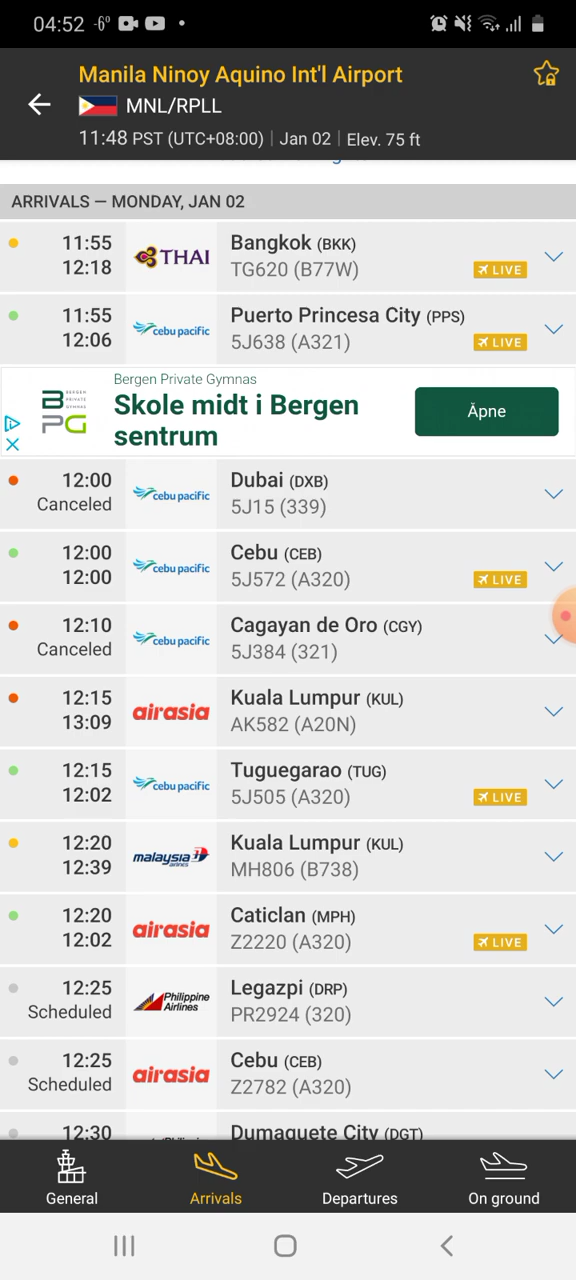 04:52 -6°
Manila Ninoy Aquino Int'l Airport
MNL/RPLL
11:48 PST (UTC+08:00) | Jan 02 | Elev. 75 ft
ARRIVALS — MONDAY, JAN 02
11:55 THAI Bangkok (BKK)
12:18 TG620 (B77W) LIVE
11:55 cebu pacific Puerto Princesa City (PPS)
12:06 5J638 (A321) LIVE
Bergen Private Gymnas
BERGEN PRIVATE GYMNAS BPG
Skole midt i Bergen
sentrum
Åpne
12:00 cebu pacific Dubai (DXB)
Canceled 5J15 (339)
12:00 cebu pacific Cebu (CEB)
12:00 5J572 (A320) LIVE
12:10 cebu pacific Cagayan de Oro (CGY)
Canceled 5J384 (321)
12:15 airasia Kuala Lumpur (KUL)
13:09 AK582 (A20N)
12:15 cebu pacific Tuguegarao (TUG)
12:02 5J505 (A320) LIVE
12:20 malaysia airlines Kuala Lumpur (KUL)
12:39 MH806 (B738)
12:20 airasia Caticlan (MPH)
12:02 Z2220 (A320) LIVE
12:25 Philippine Airlines Legazpi (DRP)
Scheduled PR2924 (320)
12:25 airasia Cebu (CEB)
Scheduled Z2782 (A320)
12:30 Dumaguete City (DGT)
General Arrivals Departures On ground